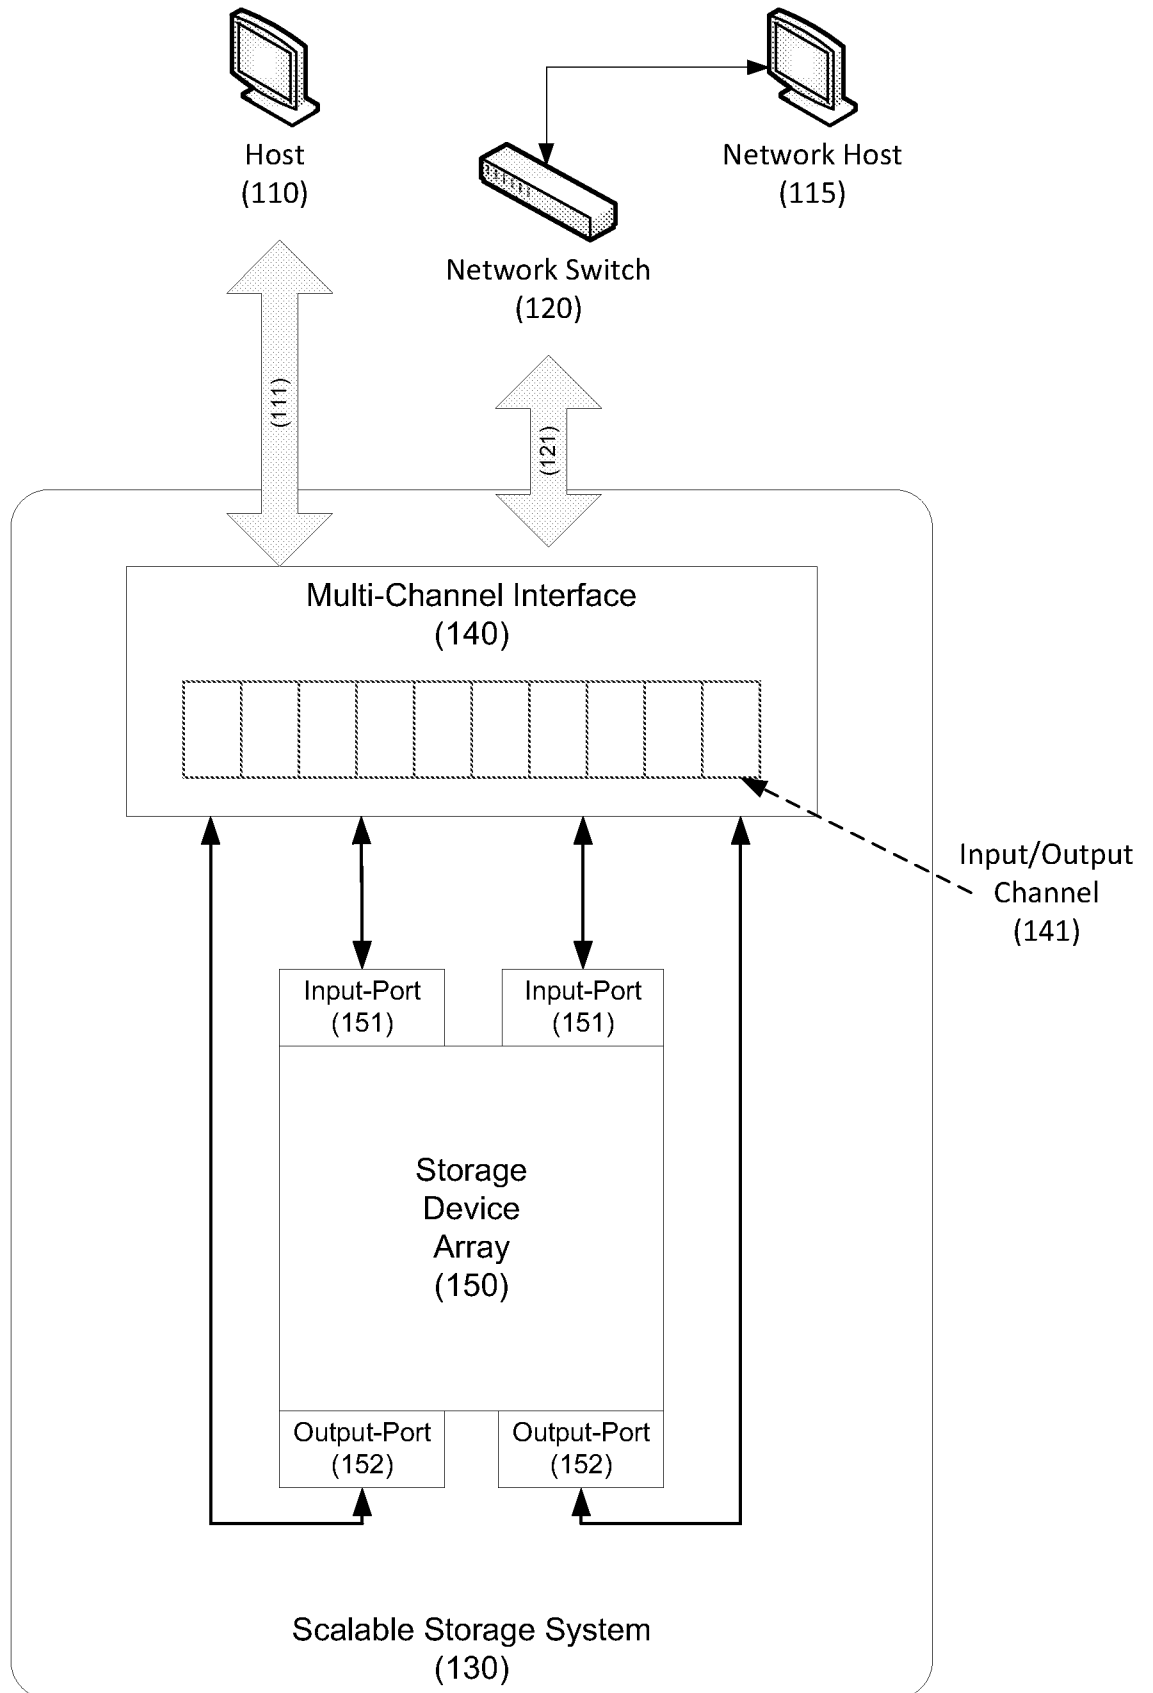 Host
(110)
Network Host
(115)
Network Switch
(120)
(111)
(121)
Multi-Channel Interface
(140)
Input/Output
Channel
(141)
Input-Port
(151)
Input-Port
(151)
Storage
Device
Array
(150)
Output-Port
(152)
Output-Port
(152)
Scalable Storage System
(130)